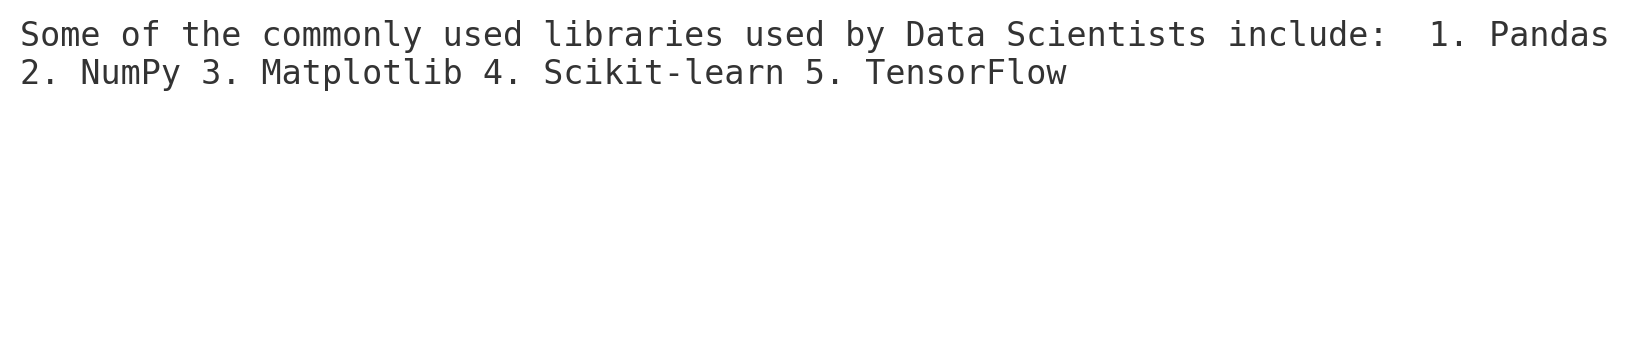 Some of the commonly used libraries used by Data Scientists include:  1. Pandas
2. NumPy 3. Matplotlib 4. Scikit-learn 5. TensorFlow